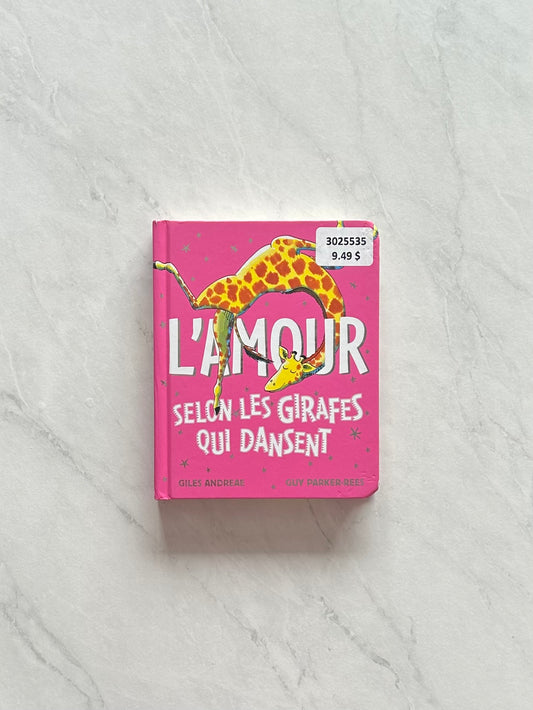 3025535
9.49 $
L'AMOUR
SELON LES GIRAFES
QUI DANSENT
GILES ANDREAE GUY PARKER-REES